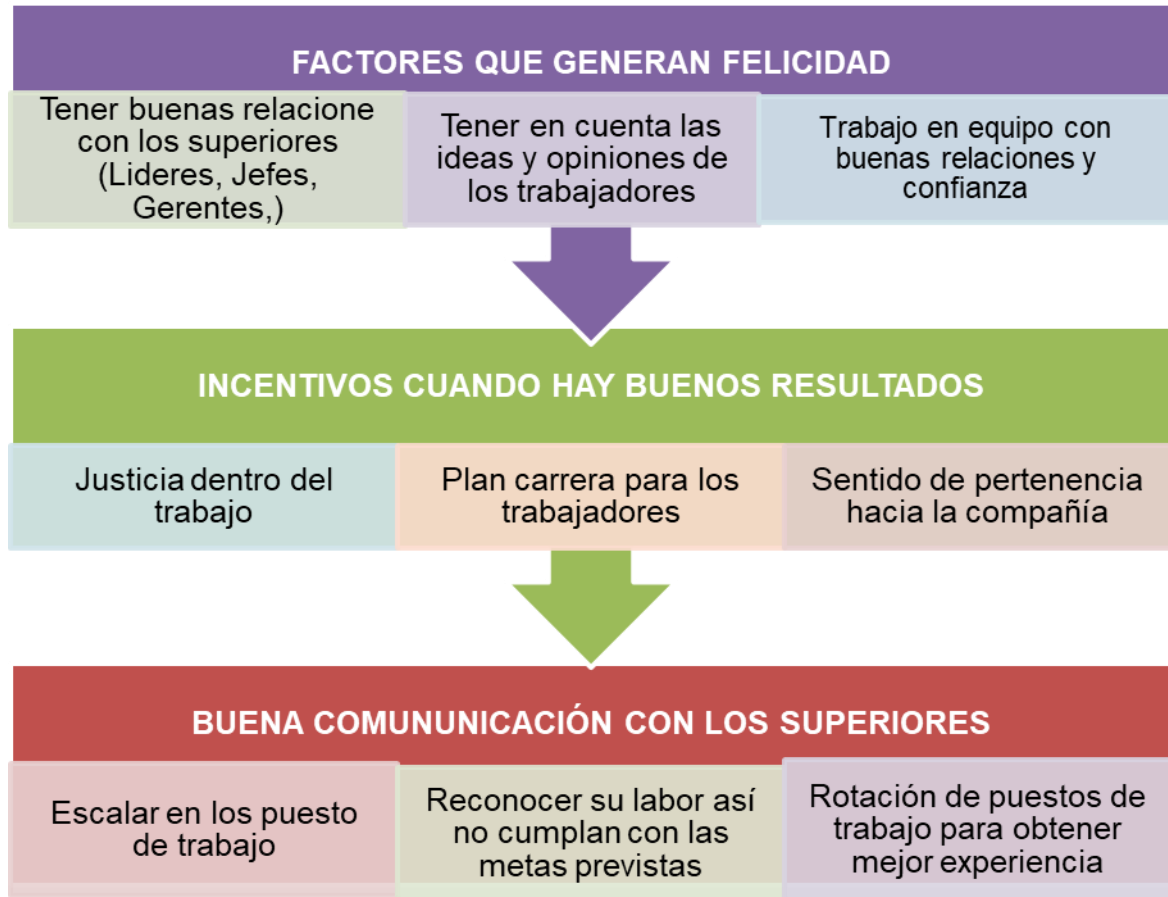 FACTORES QUE GENERAN FELICIDAD
Tener buenas relacione
con los superiores
(Lideres, Jefes,
Gerentes,)
Tener en cuenta las
ideas y opiniones de
los trabajadores
Trabajo en equipo con
buenas relaciones y
confianza
INCENTIVOS CUANDO HAY BUENOS RESULTADOS
Justicia dentro del
trabajo
Plan carrera para los
trabajadores
Sentido de pertenencia
hacia la compañía
BUENA COMUNUNICACIÓN CON LOS SUPERIORES
Escalar en los puesto
de trabajo
Reconocer su labor así
no cumplan con las
metas previstas
Rotación de puestos de
trabajo para obtener
mejor experiencia